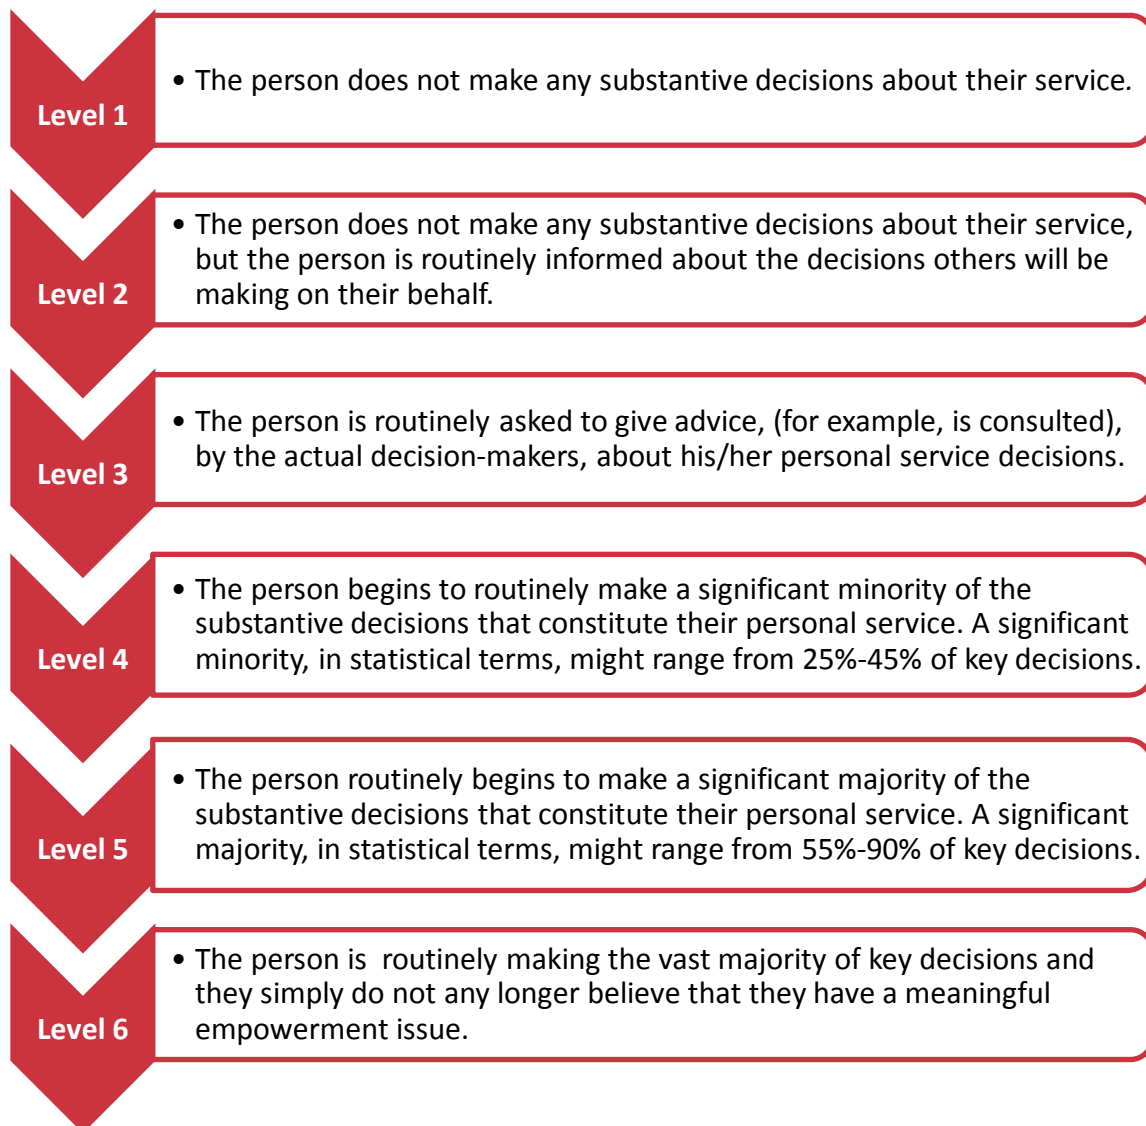 Level 1
• The person does not make any substantive decisions about their service.
Level 2
• The person does not make any substantive decisions about their service,
but the person is routinely informed about the decisions others will be
making on their behalf.
Level 3
• The person is routinely asked to give advice, (for example, is consulted),
by the actual decision-makers, about his/her personal service decisions.
Level 4
• The person begins to routinely make a significant minority of the
substantive decisions that constitute their personal service. A significant
minority, in statistical terms, might range from 25%-45% of key decisions.
Level 5
• The person routinely begins to make a significant majority of the
substantive decisions that constitute their personal service. A significant
majority, in statistical terms, might range from 55%-90% of key decisions.
Level 6
• The person is  routinely making the vast majority of key decisions and
they simply do not any longer believe that they have a meaningful
empowerment issue.